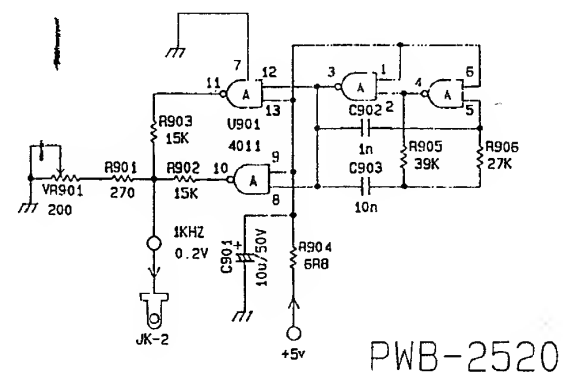 7
11
12
3
1
6
A
A
4
A
2
5
13
C902
R903
15K
U901
4011
1n
R905
39K
R906
27K
C903
10n
9
R901
270
R902
15K
10
A
8
VR901
200
1KHZ
0.2V
C901
+
10u/50V
R904
6R8
JK-2
+5v
PWB-2520